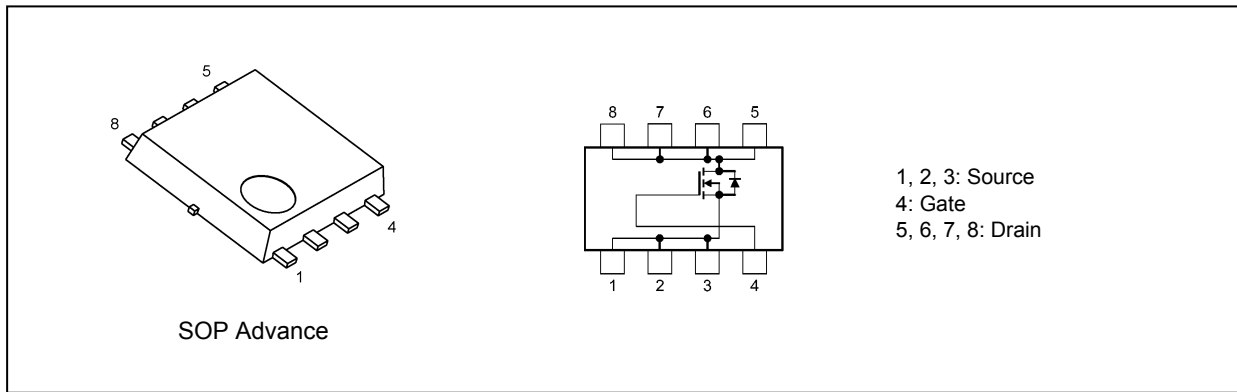 5
8
4
1
SOP Advance
8 7 6 5
1 2 3 4
1, 2, 3: Source
4: Gate
5, 6, 7, 8: Drain